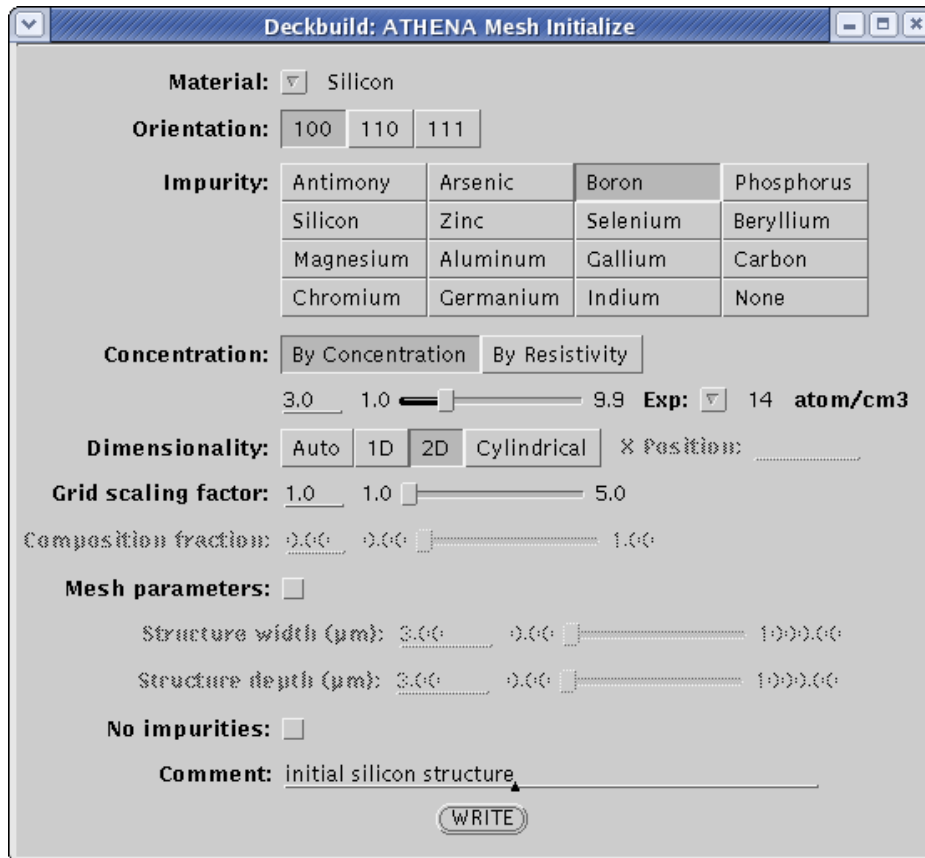 Deckbuild: ATHENA Mesh Initialize
Material: Silicon
Orientation: 100 110 111
Impurity: Antimony Arsenic Boron Phosphorus
Silicon Zinc Selenium Beryllium
Magnesium Aluminum Gallium Carbon
Chromium Germanium Indium None
Concentration: By Concentration By Resistivity
3.0 1.0 9.9 Exp: 14 atom/cm3
Dimensionality: Auto 1D 2D Cylindrical X Position:
Grid scaling factor: 1.0 1.0 5.0
Composition fraction: 0.00 0.00 1.00
Mesh parameters:
Structure width (µm): 3.00 0.00 1000.00
Structure depth (µm): 3.00 0.00 1000.00
No impurities:
Comment: initial silicon structure
WRITE